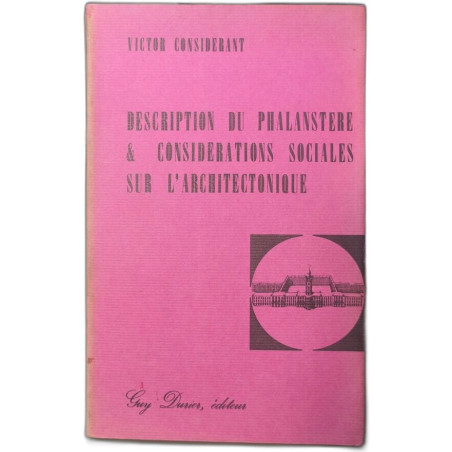 VICTOR CONSIDERANT
DESCRIPTION DU PHALANSTERE
& CONSIDERATIONS SOCIALES
SUR L'ARCHITECTONIQUE
Guy Durier, éditeur